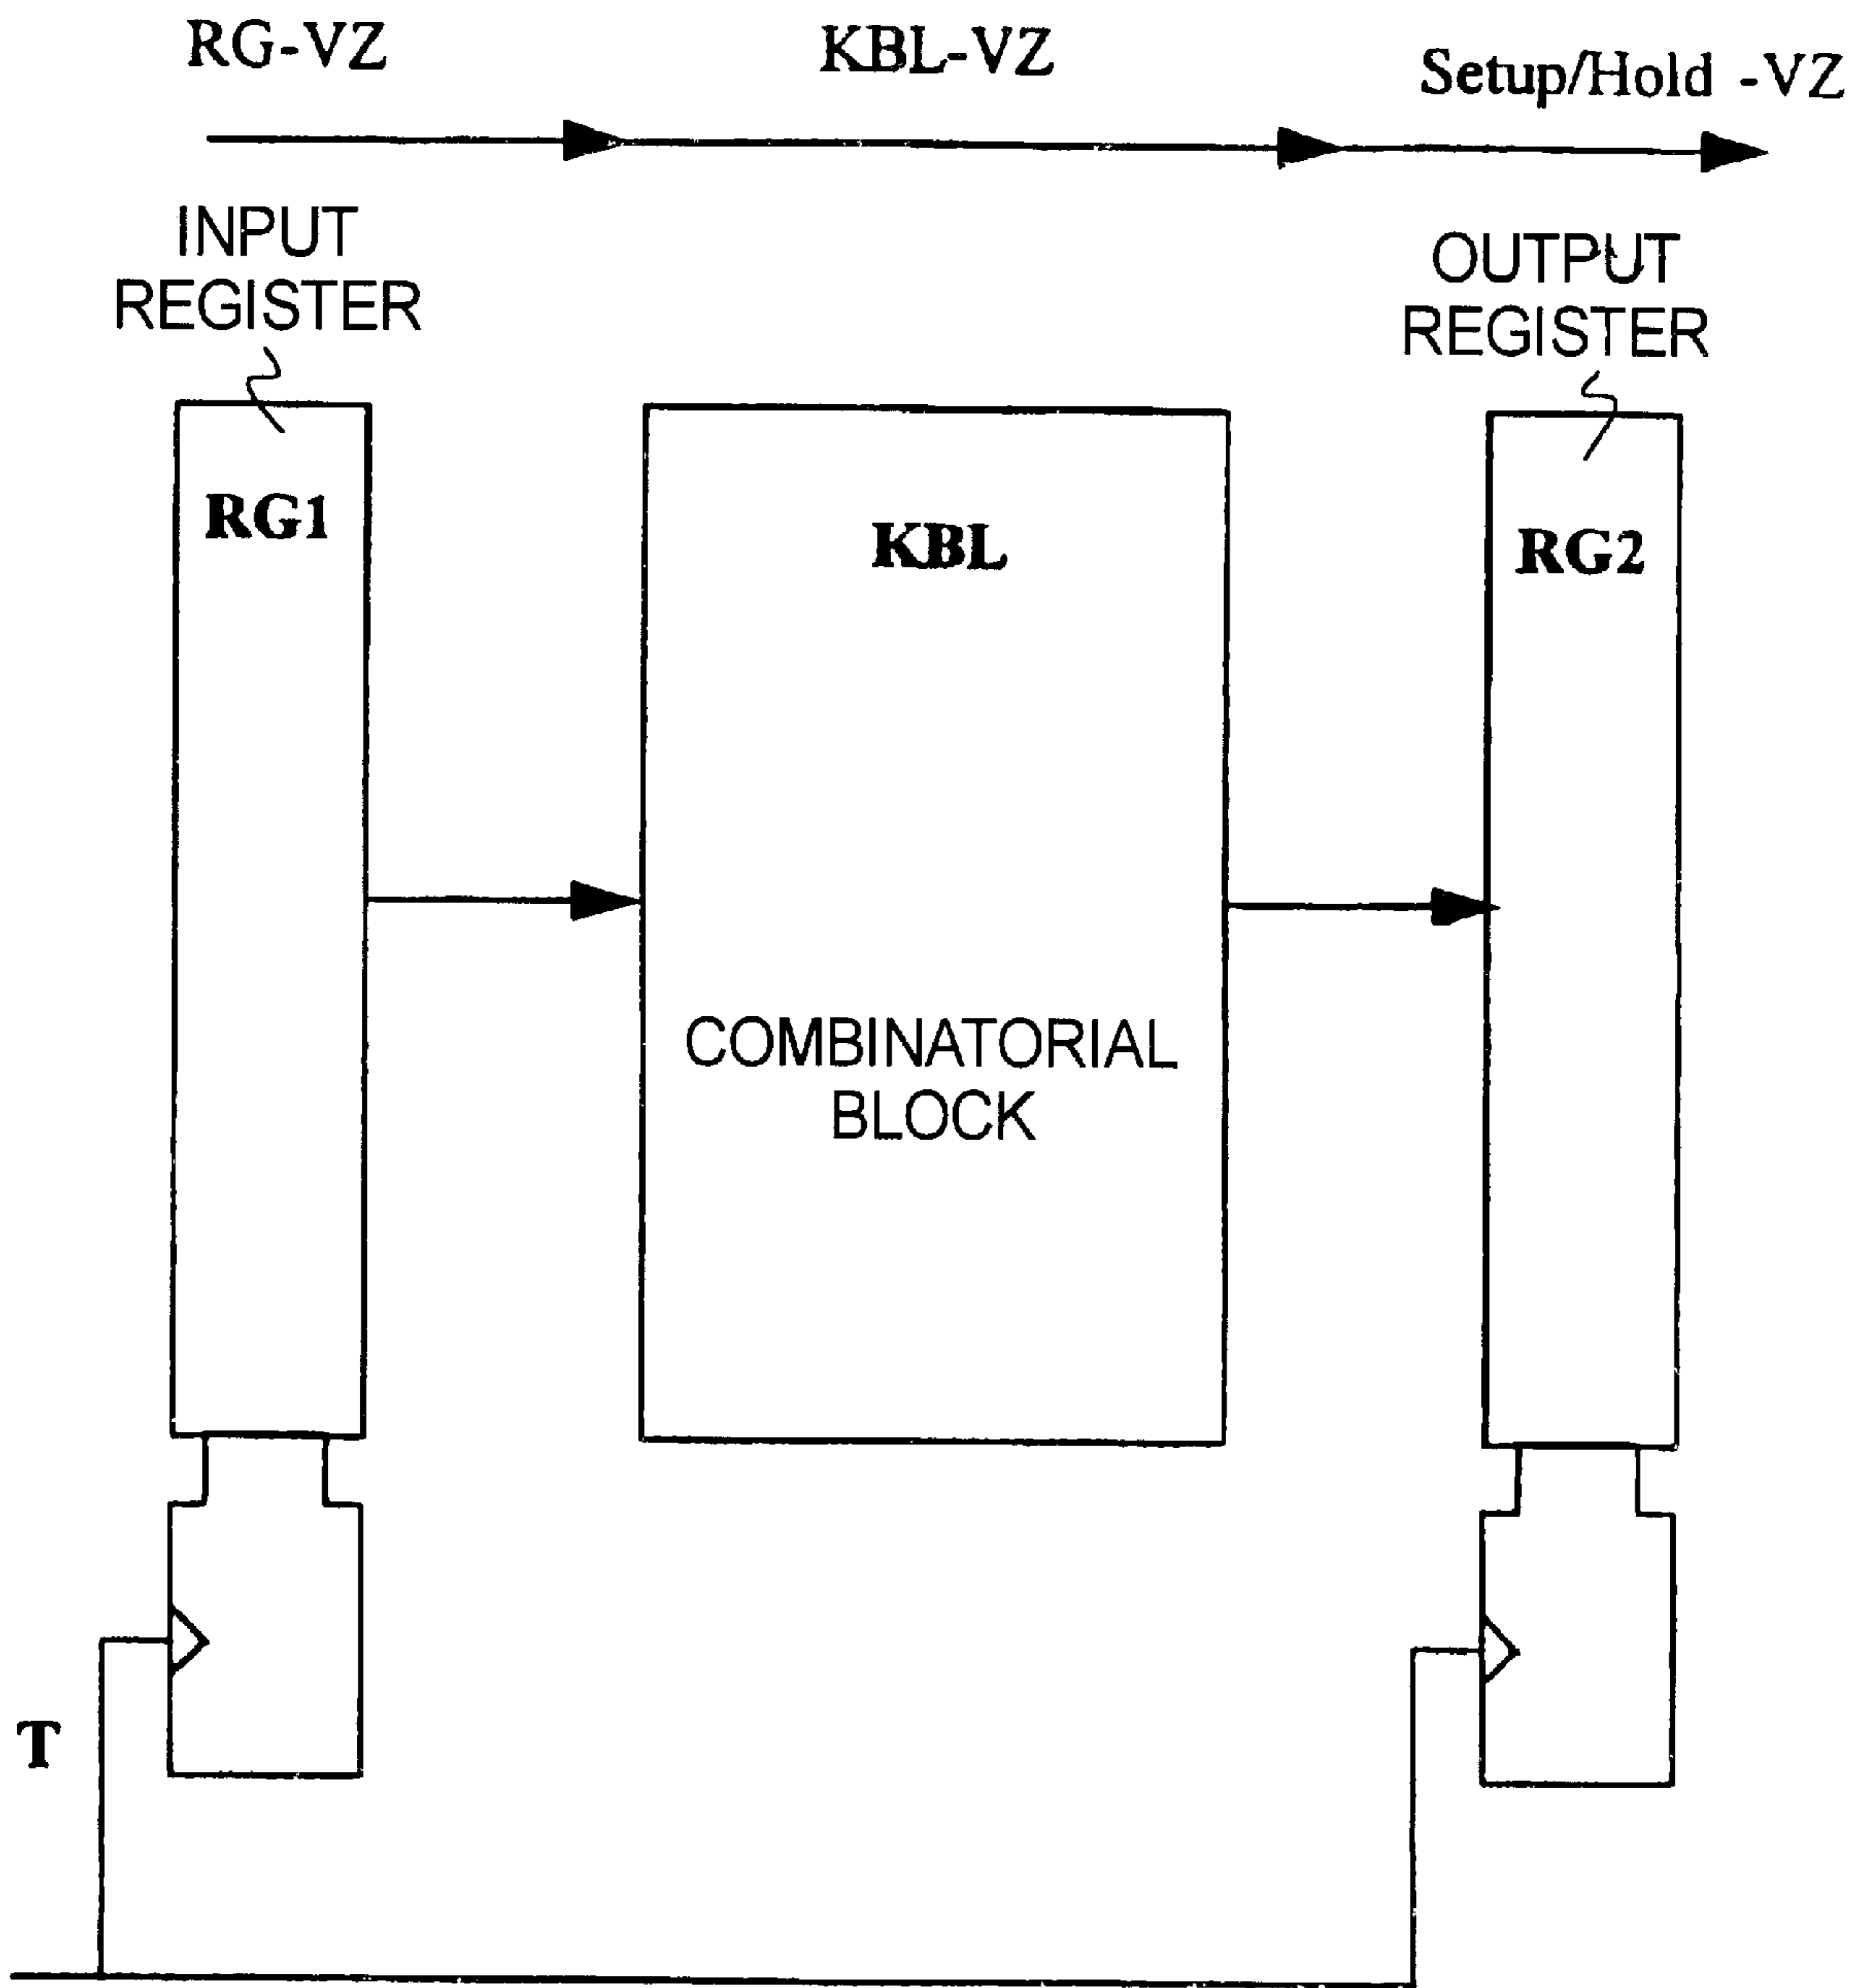 RG-VZ
KBL-VZ
Setup/Hold -VZ
INPUT
REGISTER
OUTPUT
REGISTER
RG1
KBL
RG2
COMBINATORIAL
BLOCK
T